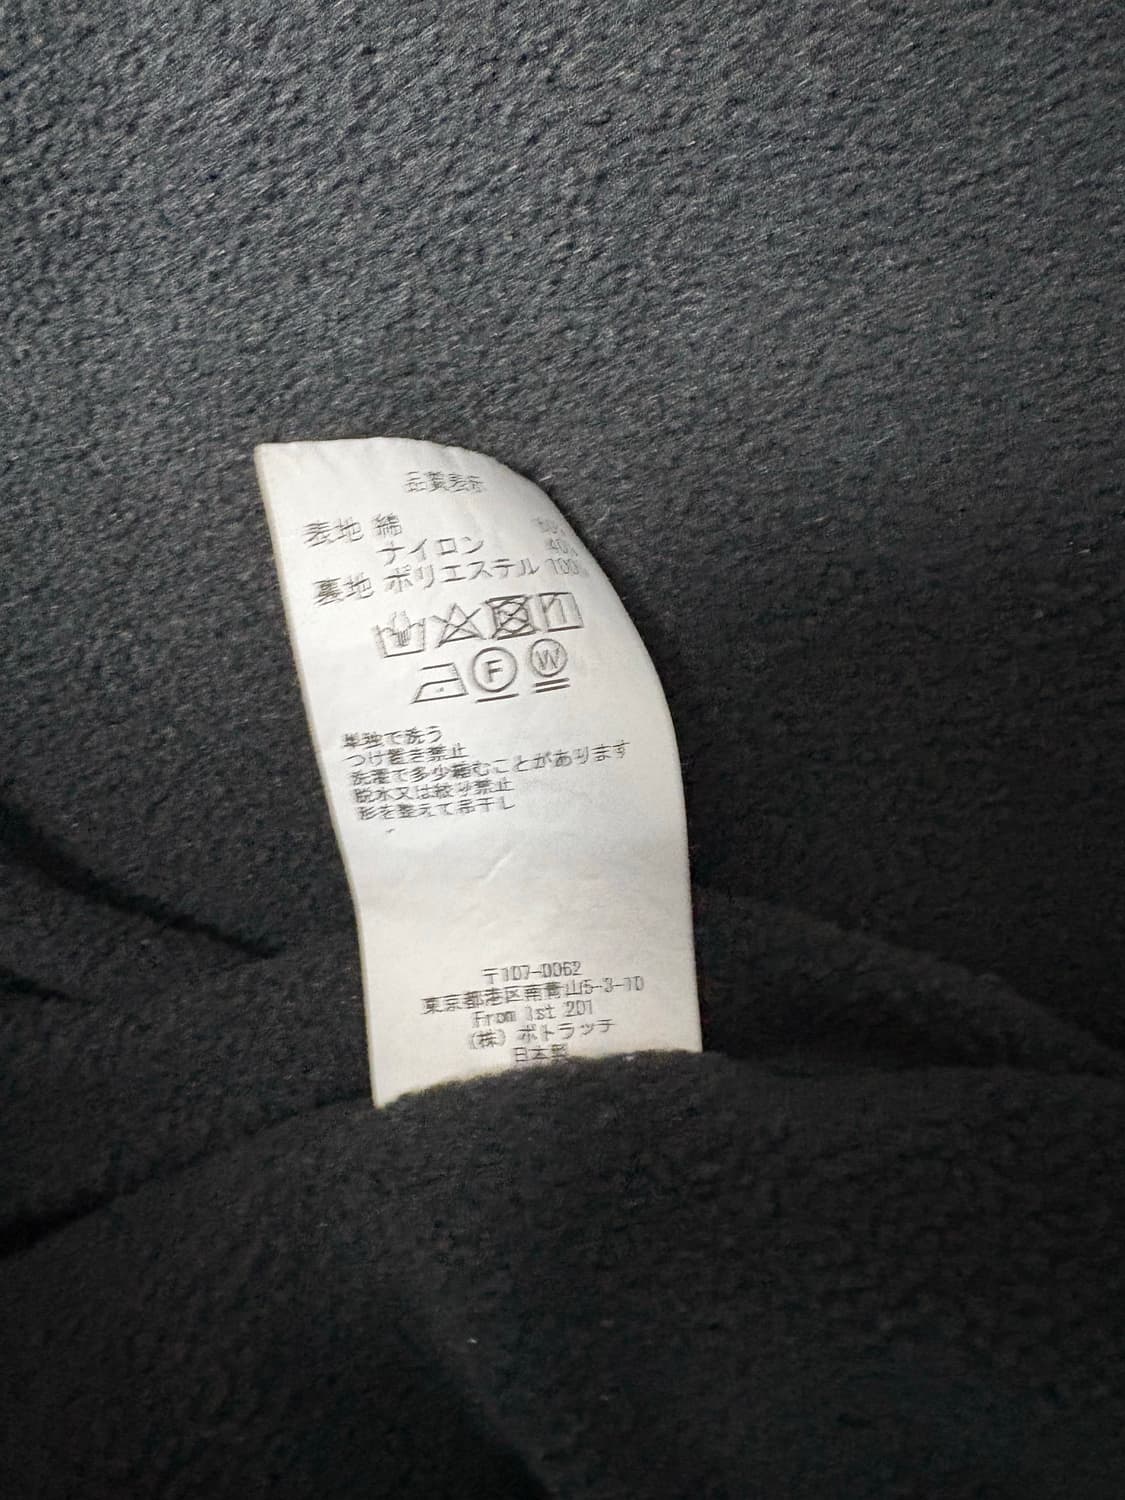 品質表示
表地 綿 60%
ナイロン 40%
裏地 ポリエステル 100%
F W
単独で洗う
つけ置き禁止
洗濯で多少縮むことがあります
脱水又は絞り禁止
形を整えて吊干し
〒107-0062
東京都港区南青山5-3-10
From 1st 201
(株) ポトラッチ
日本製